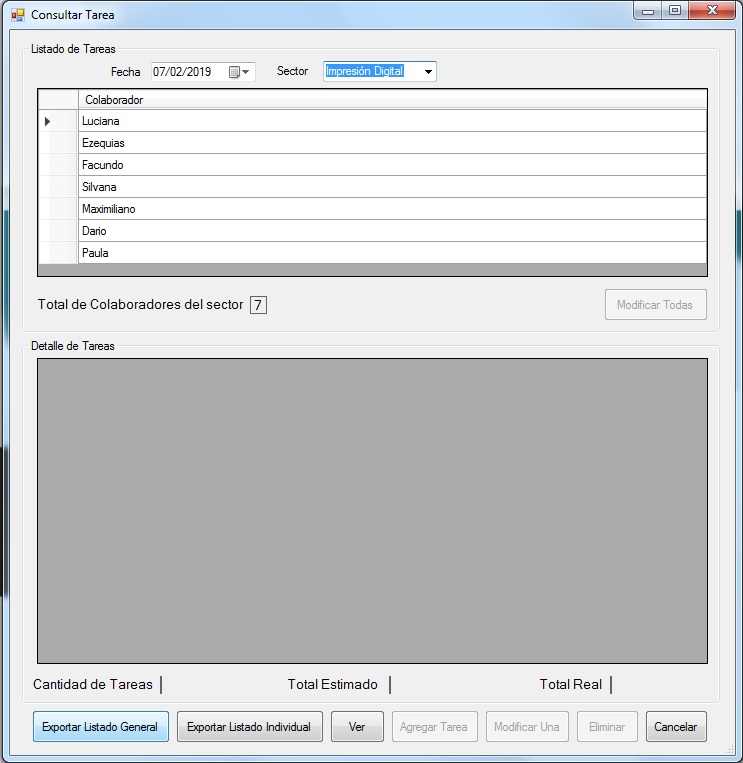 Consultar Tarea
Listado de Tareas
Fecha 07/02/2019 Sector Impresión Digital
Colaborador
Luciana
Ezequias
Facundo
Silvana
Maximiliano
Dario
Paula
Total de Colaboradores del sector 7 Modificar Todas
Detalle de Tareas
Cantidad de Tareas Total Estimado Total Real
Exportar Listado General Exportar Listado Individual Ver Agregar Tarea Modificar Una Eliminar Cancelar